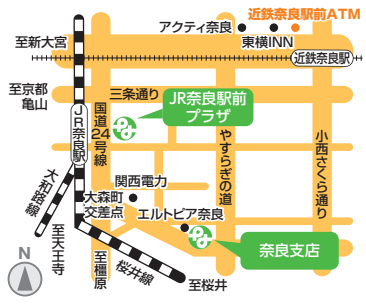 近鉄奈良駅前ATM
アクティ奈良
東横INN
至新大宮
近鉄奈良駅
至京都
亀山
三条通り
JR奈良駅前
プラザ
国道24号線
JR奈良駅
やすらぎの道
小西さくら通り
関西電力
大森町
交差点
エルトピア奈良
大和路線
奈良支店
至天王寺
至橿原
桜井線
至桜井
N